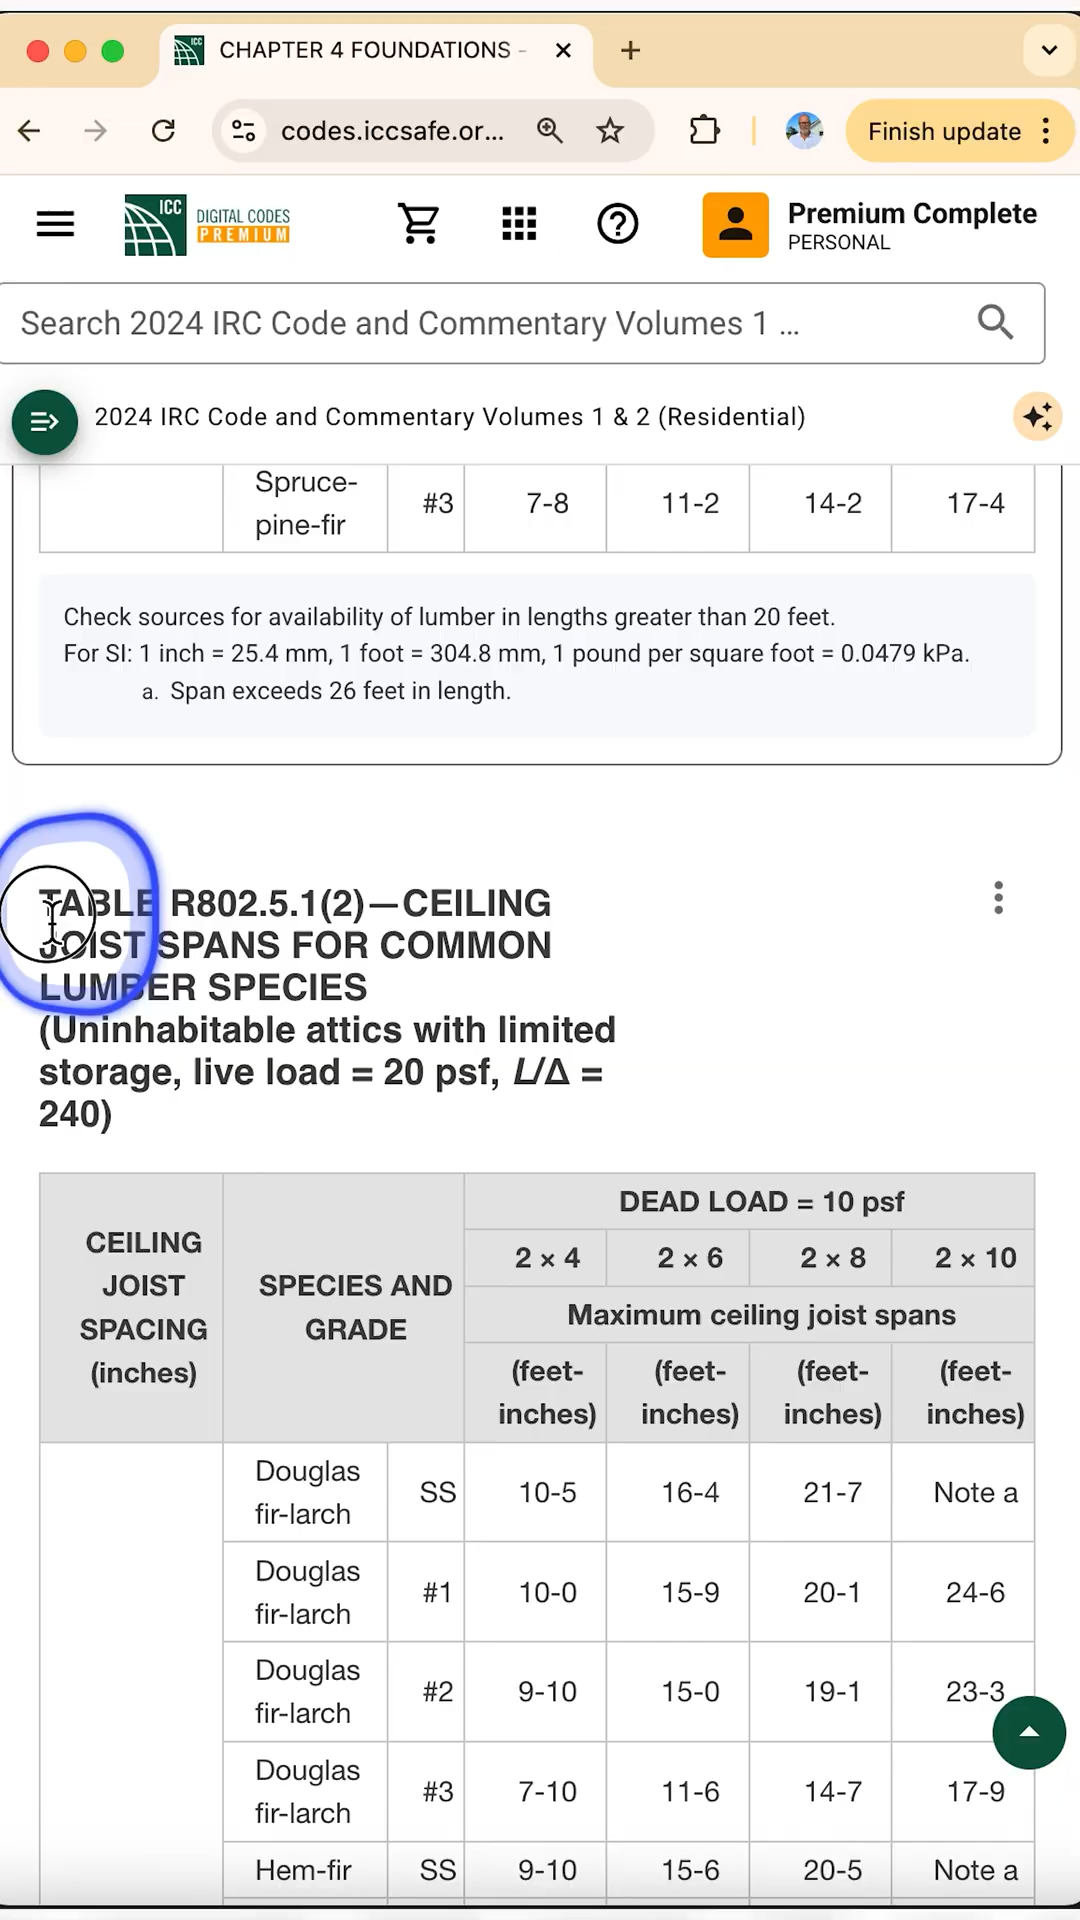 CHAPTER 4 FOUNDATIONS -
codes.iccsafe.or...
Finish update
ICC
DIGITAL CODES
PREMIUM
Premium Complete
PERSONAL
Search 2024 IRC Code and Commentary Volumes 1 ...
2024 IRC Code and Commentary Volumes 1 & 2 (Residential)
Spruce-
pine-fir
#3
7-8
11-2
14-2
17-4
Check sources for availability of lumber in lengths greater than 20 feet.
For SI: 1 inch = 25.4 mm, 1 foot = 304.8 mm, 1 pound per square foot = 0.0479 kPa.
a. Span exceeds 26 feet in length.
TABLE R802.5.1(2)—CEILING
JOIST SPANS FOR COMMON
LUMBER SPECIES
(Uninhabitable attics with limited
storage, live load = 20 psf, L/Δ =
240)
CEILING
JOIST
SPACING
(inches)
SPECIES AND
GRADE
DEAD LOAD = 10 psf
2 × 4
2 × 6
2 × 8
2 × 10
Maximum ceiling joist spans
(feet-
inches)
(feet-
inches)
(feet-
inches)
(feet-
inches)
Douglas
fir-larch
SS
10-5
16-4
21-7
Note a
Douglas
fir-larch
#1
10-0
15-9
20-1
24-6
Douglas
fir-larch
#2
9-10
15-0
19-1
23-3
Douglas
fir-larch
#3
7-10
11-6
14-7
17-9
Hem-fir
SS
9-10
15-6
20-5
Note a